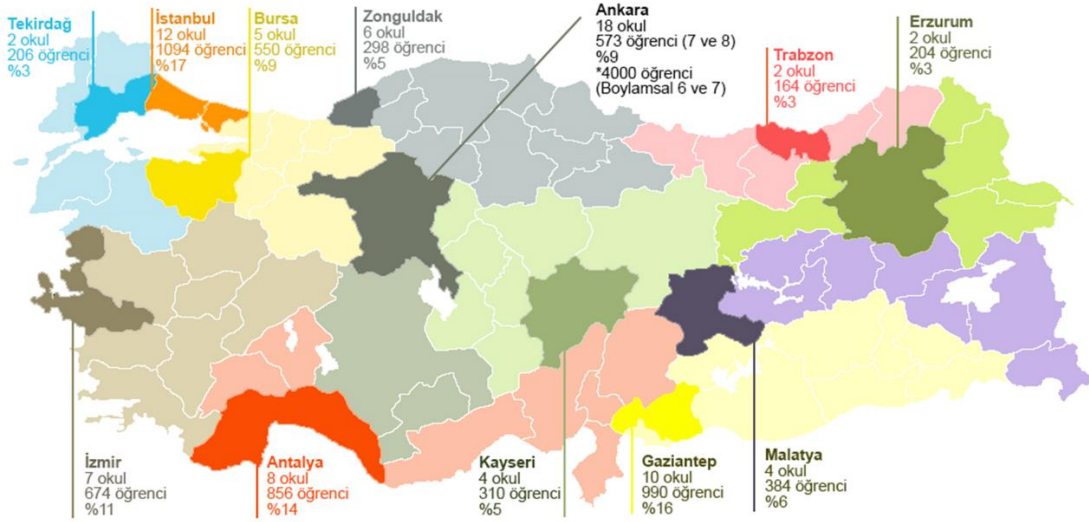 Tekirdağ
2 okul
206 öğrenci
%3
İstanbul
12 okul
1094 öğrenci
%17
Bursa
5 okul
550 öğrenci
%9
Zonguldak
6 okul
298 öğrenci
%5
Ankara
18 okul
573 öğrenci (7 ve 8)
%9
*4000 öğrenci
(Boylamsal 6 ve 7)
Trabzon
2 okul
164 öğrenci
%3
Erzurum
2 okul
204 öğrenci
%3
İzmir
7 okul
674 öğrenci
%11
Antalya
8 okul
856 öğrenci
%14
Kayseri
4 okul
310 öğrenci
%5
Gaziantep
10 okul
990 öğrenci
%16
Malatya
4 okul
384 öğrenci
%6